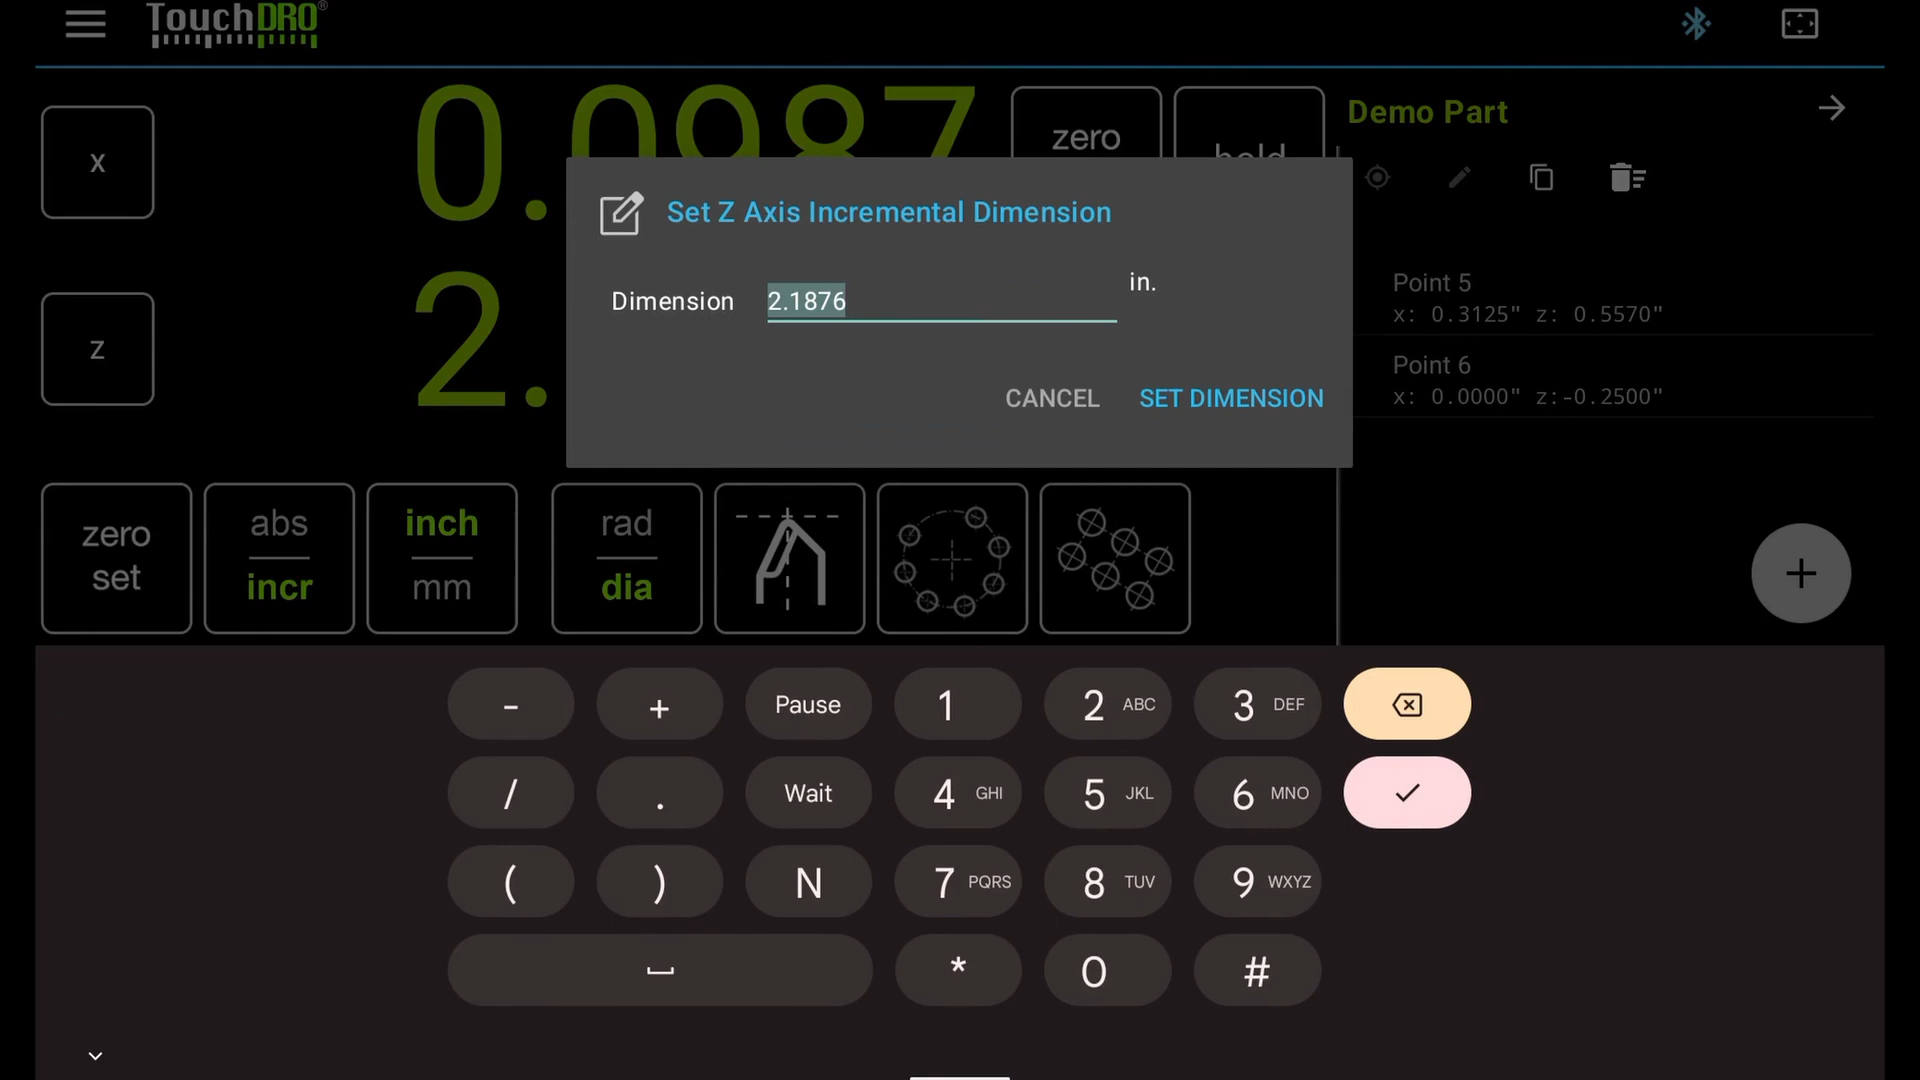 TouchDRO®
x
0.0987
zero
hold
Demo Part
Set Z Axis Incremental Dimension
Dimension 2.1876 in.
CANCEL SET DIMENSION
z
2.
Point 5
x: 0.3125" z: 0.5570"
Point 6
x: 0.0000" z:-0.2500"
zero
set
abs
incr
inch
mm
rad
dia
+
- + Pause 1 2 ABC 3 DEF
/ . Wait 4 GHI 5 JKL 6 MNO
( ) N 7 PQRS 8 TUV 9 WXYZ
* 0 #